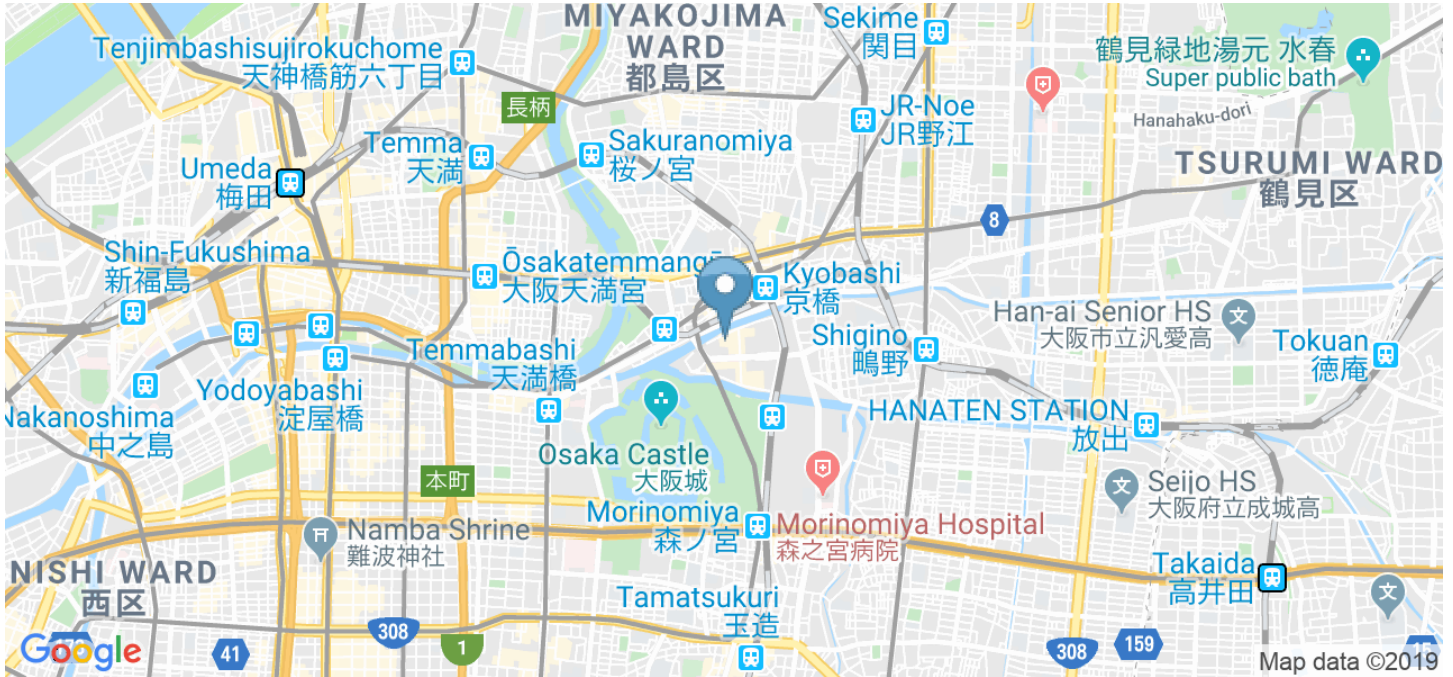 MIYAKOJIMA
WARD
都島区
Sekime
関目
Tenjimbashisujirokuchome
天神橋筋六丁目
鶴見緑地湯元 水春
Super public bath
長柄
JR-Noe
JR野江
Hanahaku-dori
Temma
天満
Sakuranomiya
桜ノ宮
Umeda
梅田
TSURUMI WARD
鶴見区
8
Shin-Fukushima
新福島
Ōsakatemmangū
大阪天満宮
Kyobashi
京橋
Han-ai Senior HS
大阪市立汎愛高
文
Shigino
鴫野
Tokuan
徳庵
Temmabashi
天満橋
Yodoyabashi
淀屋橋
Nakanoshima
中之島
HANATEN STATION
放出
Osaka Castle
大阪城
本町
Seijo HS
大阪府立成城高
文
Morinomiya
森ノ宮
Morinomiya Hospital
森之宮病院
Namba Shrine
難波神社
NISHI WARD
西区
Takaida
高井田
文
Tamatsukuri
玉造
308
1
41
308
159
15
Google
Map data ©2019